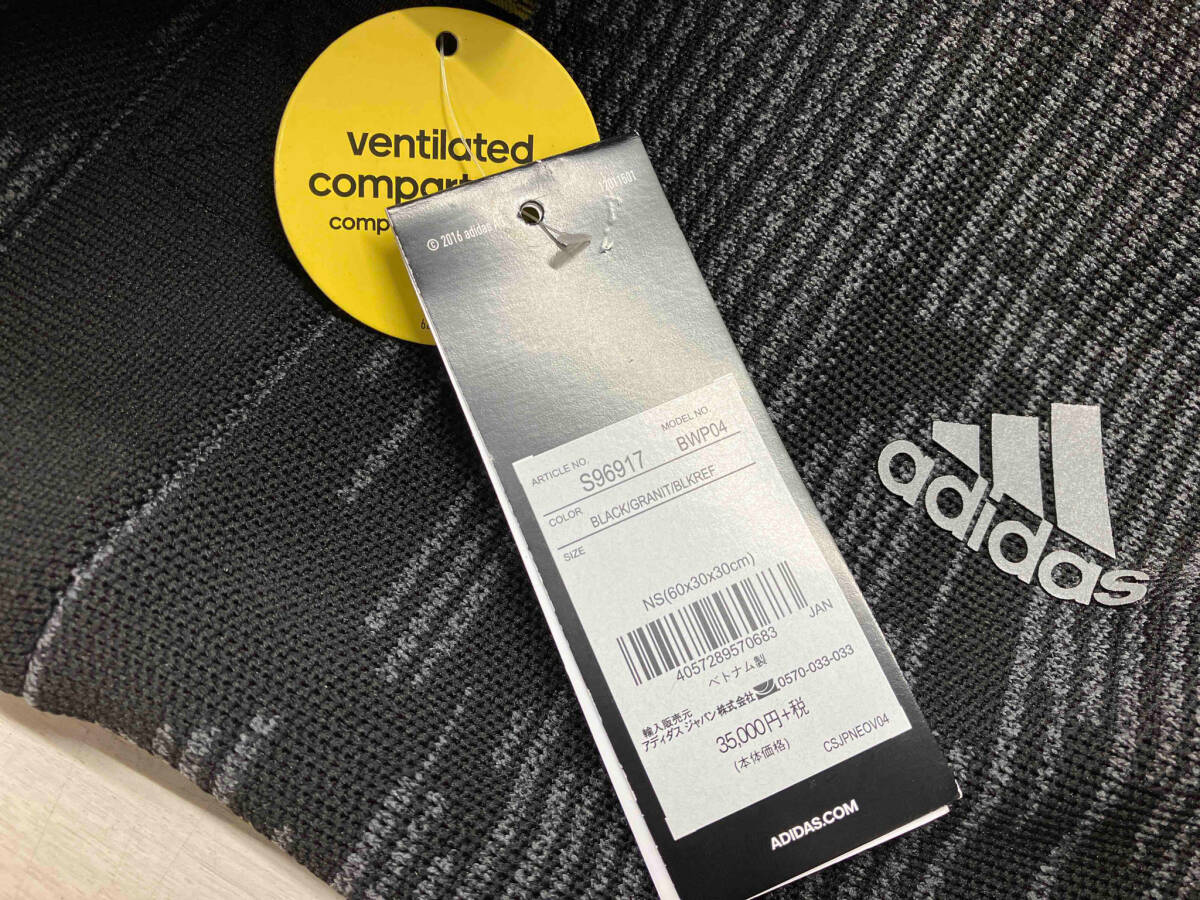 ventilated
comp
© 2016 adidas
12011601
ARTICLE NO.
MODEL NO.
S96917
BWP04
COLOR
BLACK/GRANIT/BLKREF
SIZE
NS(60x30x30cm)
JAN
4057289570683
ベトナム製
輸入販売元
アディダス ジャパン株式会社 0570-033-033
35,000円+税
(本体価格)
CSJPNEOV04
ADIDAS.COM
adidas